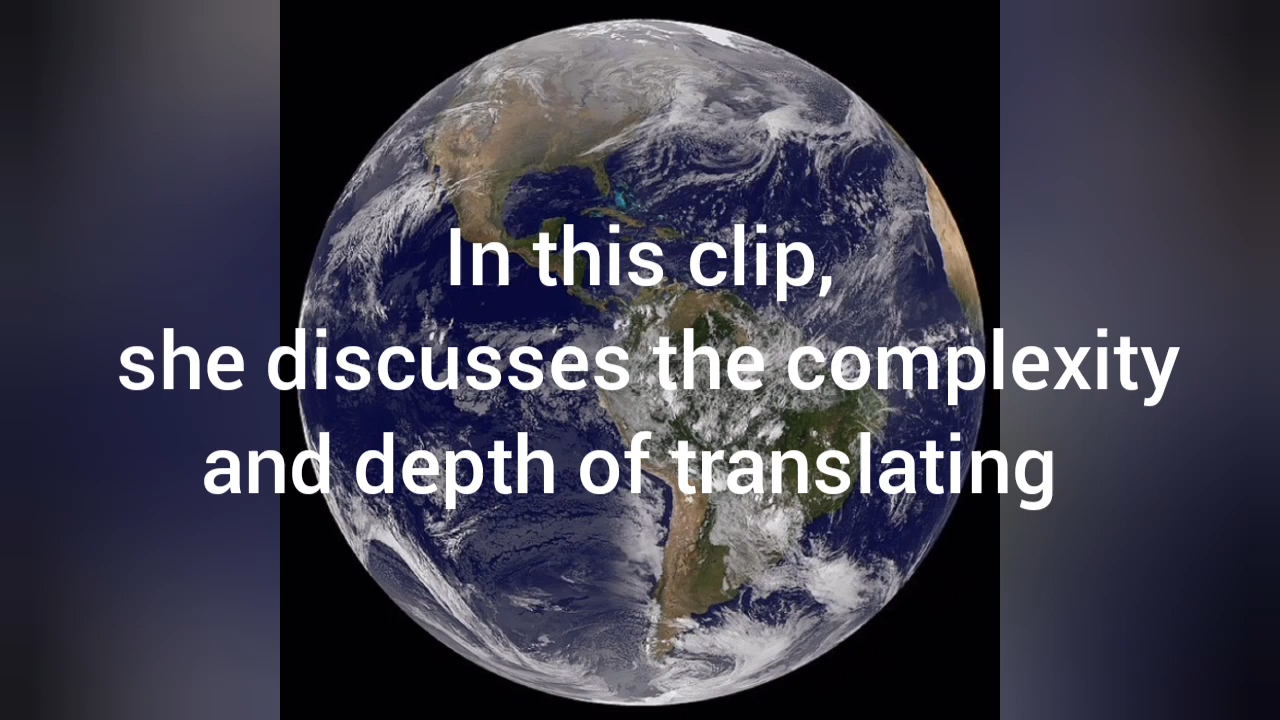 In this clip,
she discusses the complexity
and depth of translating